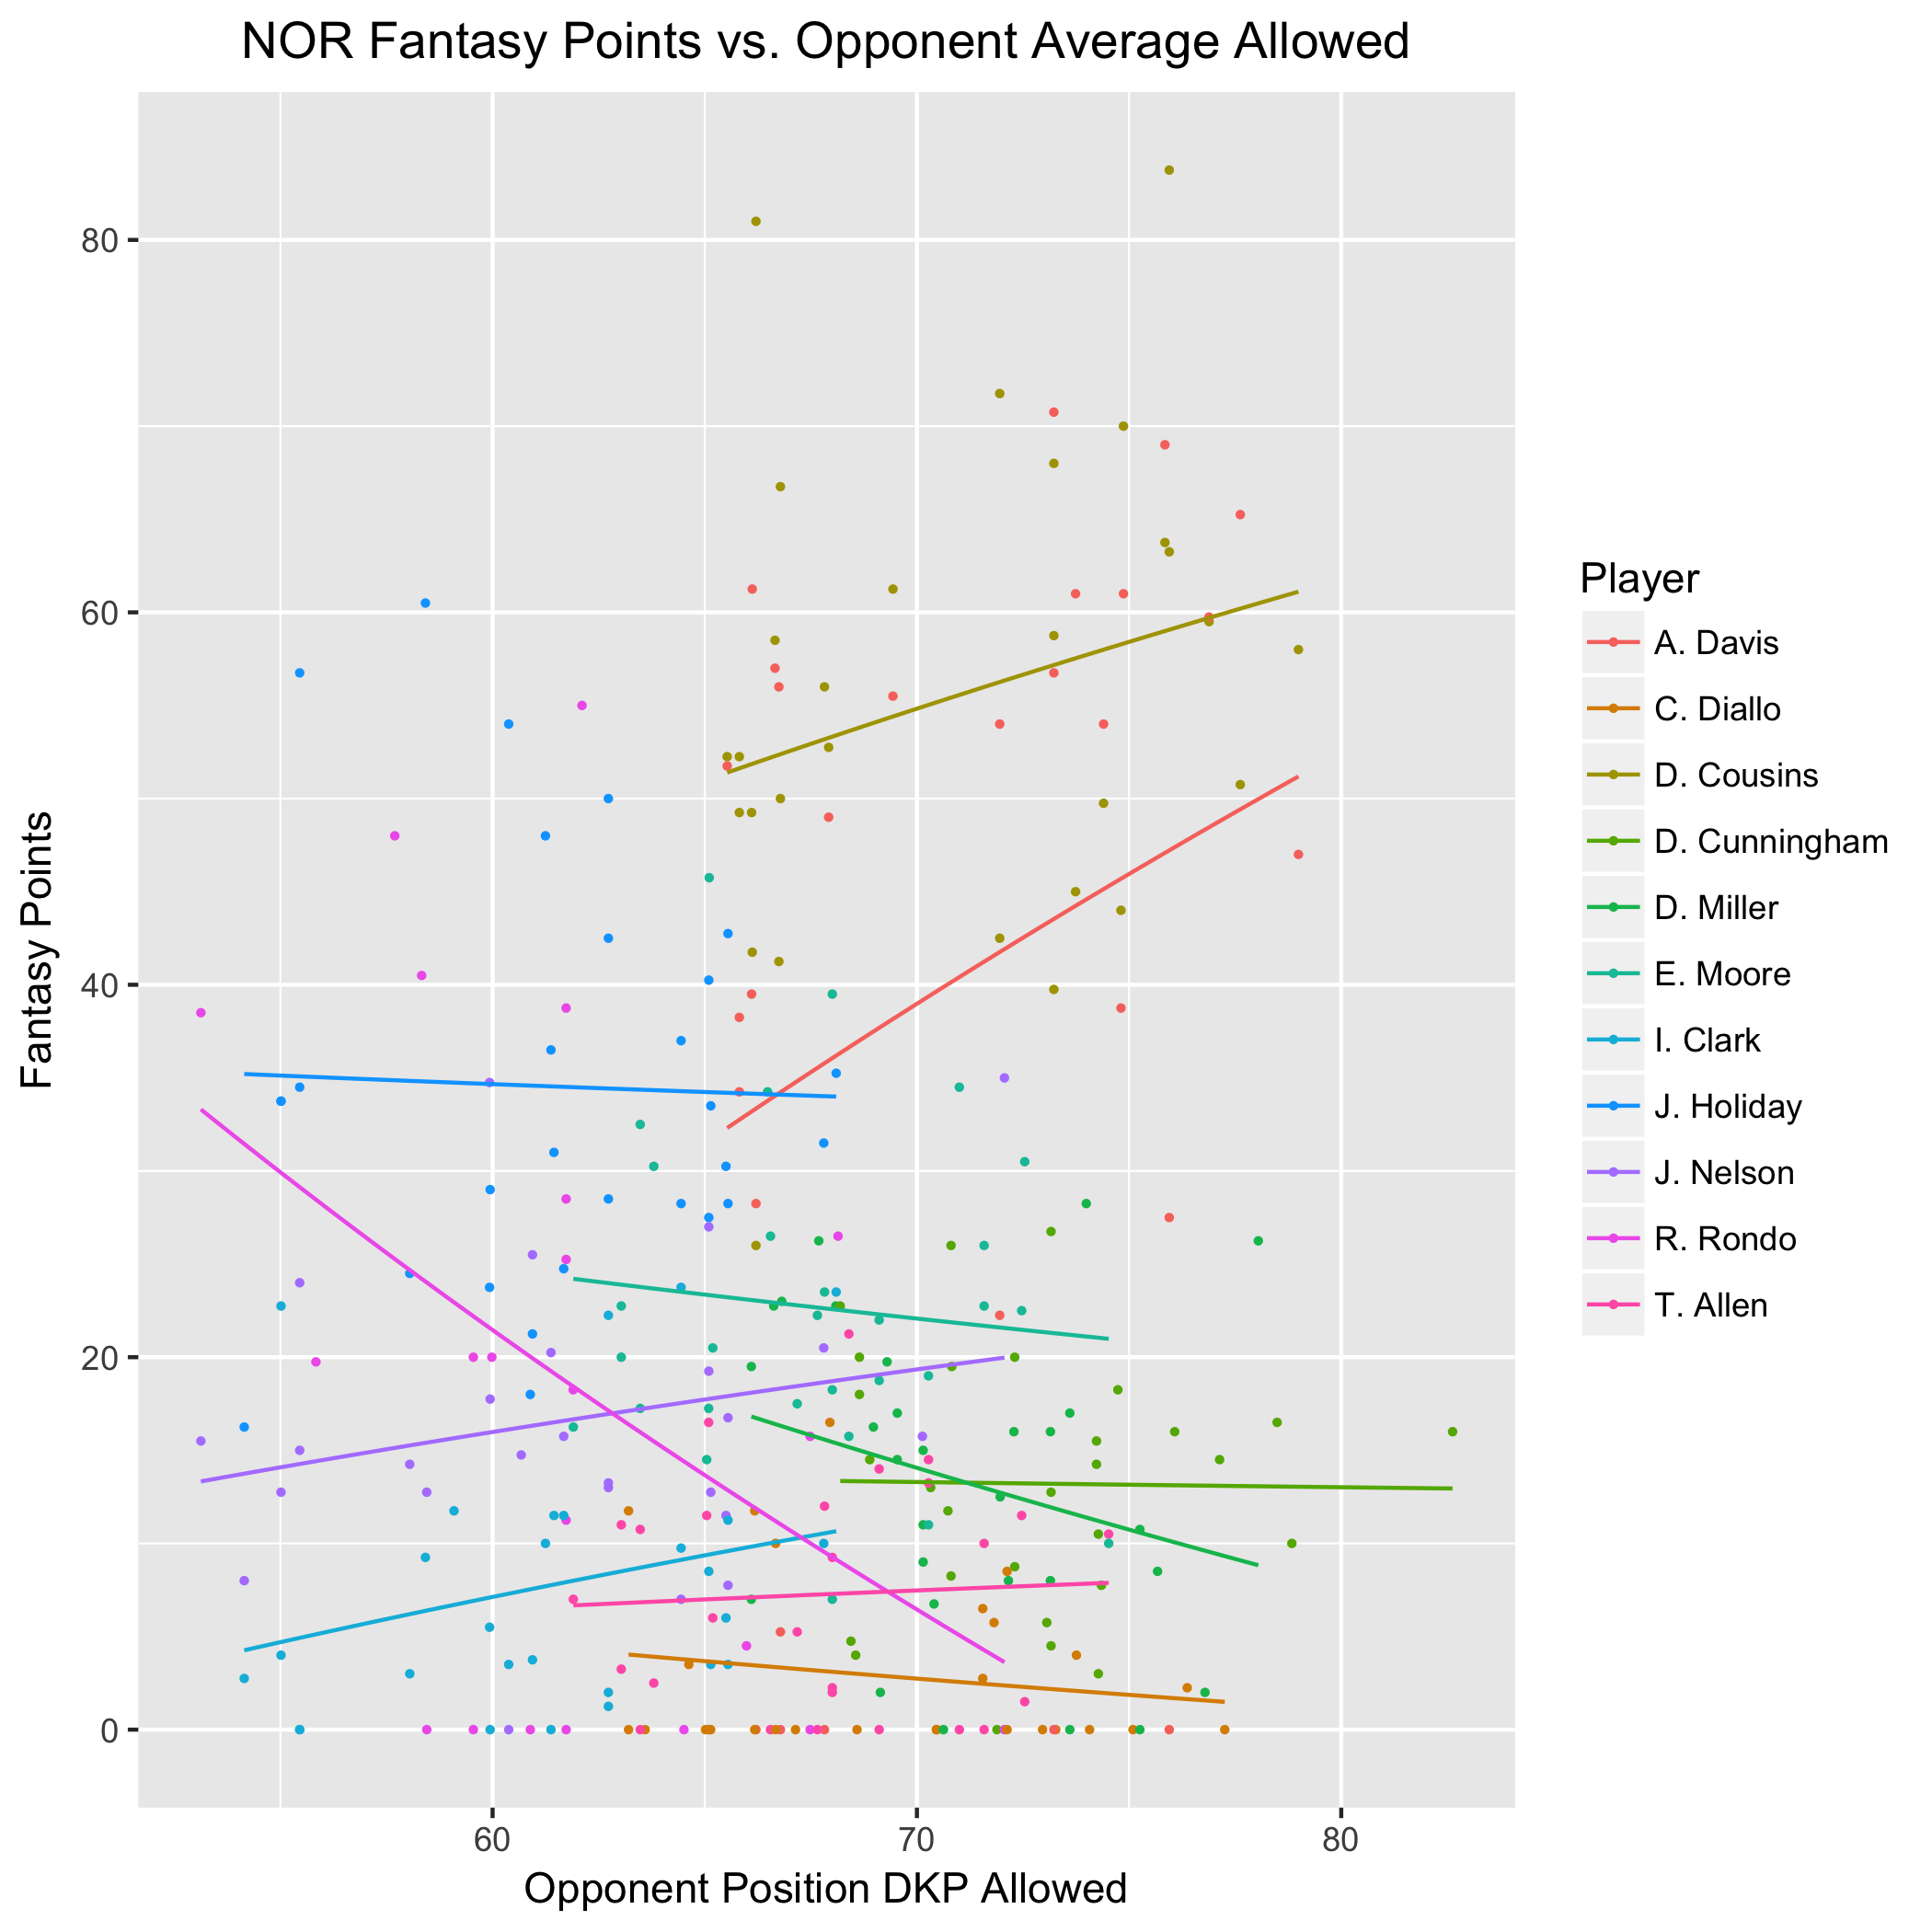 NOR Fantasy Points vs. Opponent Average Allowed
80
60
40
20
0
Fantasy Points
60 70 80
Opponent Position DKP Allowed
Player
A. Davis
C. Diallo
D. Cousins
D. Cunningham
D. Miller
E. Moore
I. Clark
J. Holiday
J. Nelson
R. Rondo
T. Allen